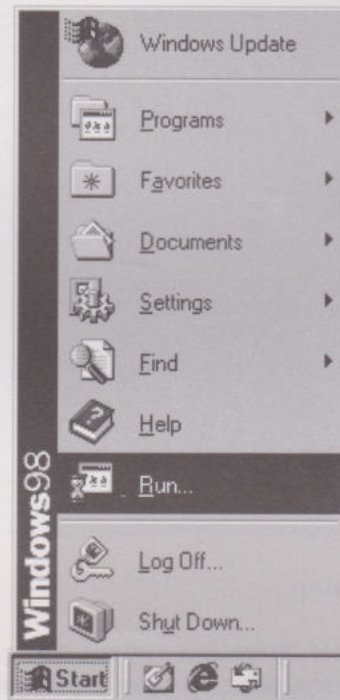 Windows Update
Programs
Favorites
Documents
Settings
Find
Help
Run...
Log Off...
Shut Down...
Windows98
Start